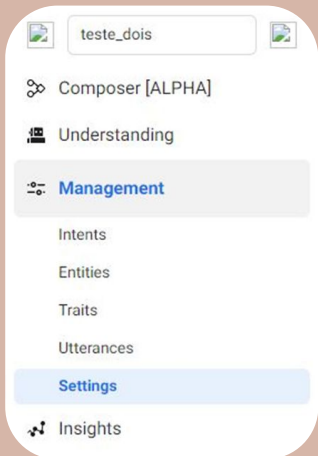 teste_dois
Composer [ALPHA]
Understanding
Management
Intents
Entities
Traits
Utterances
Settings
Insights